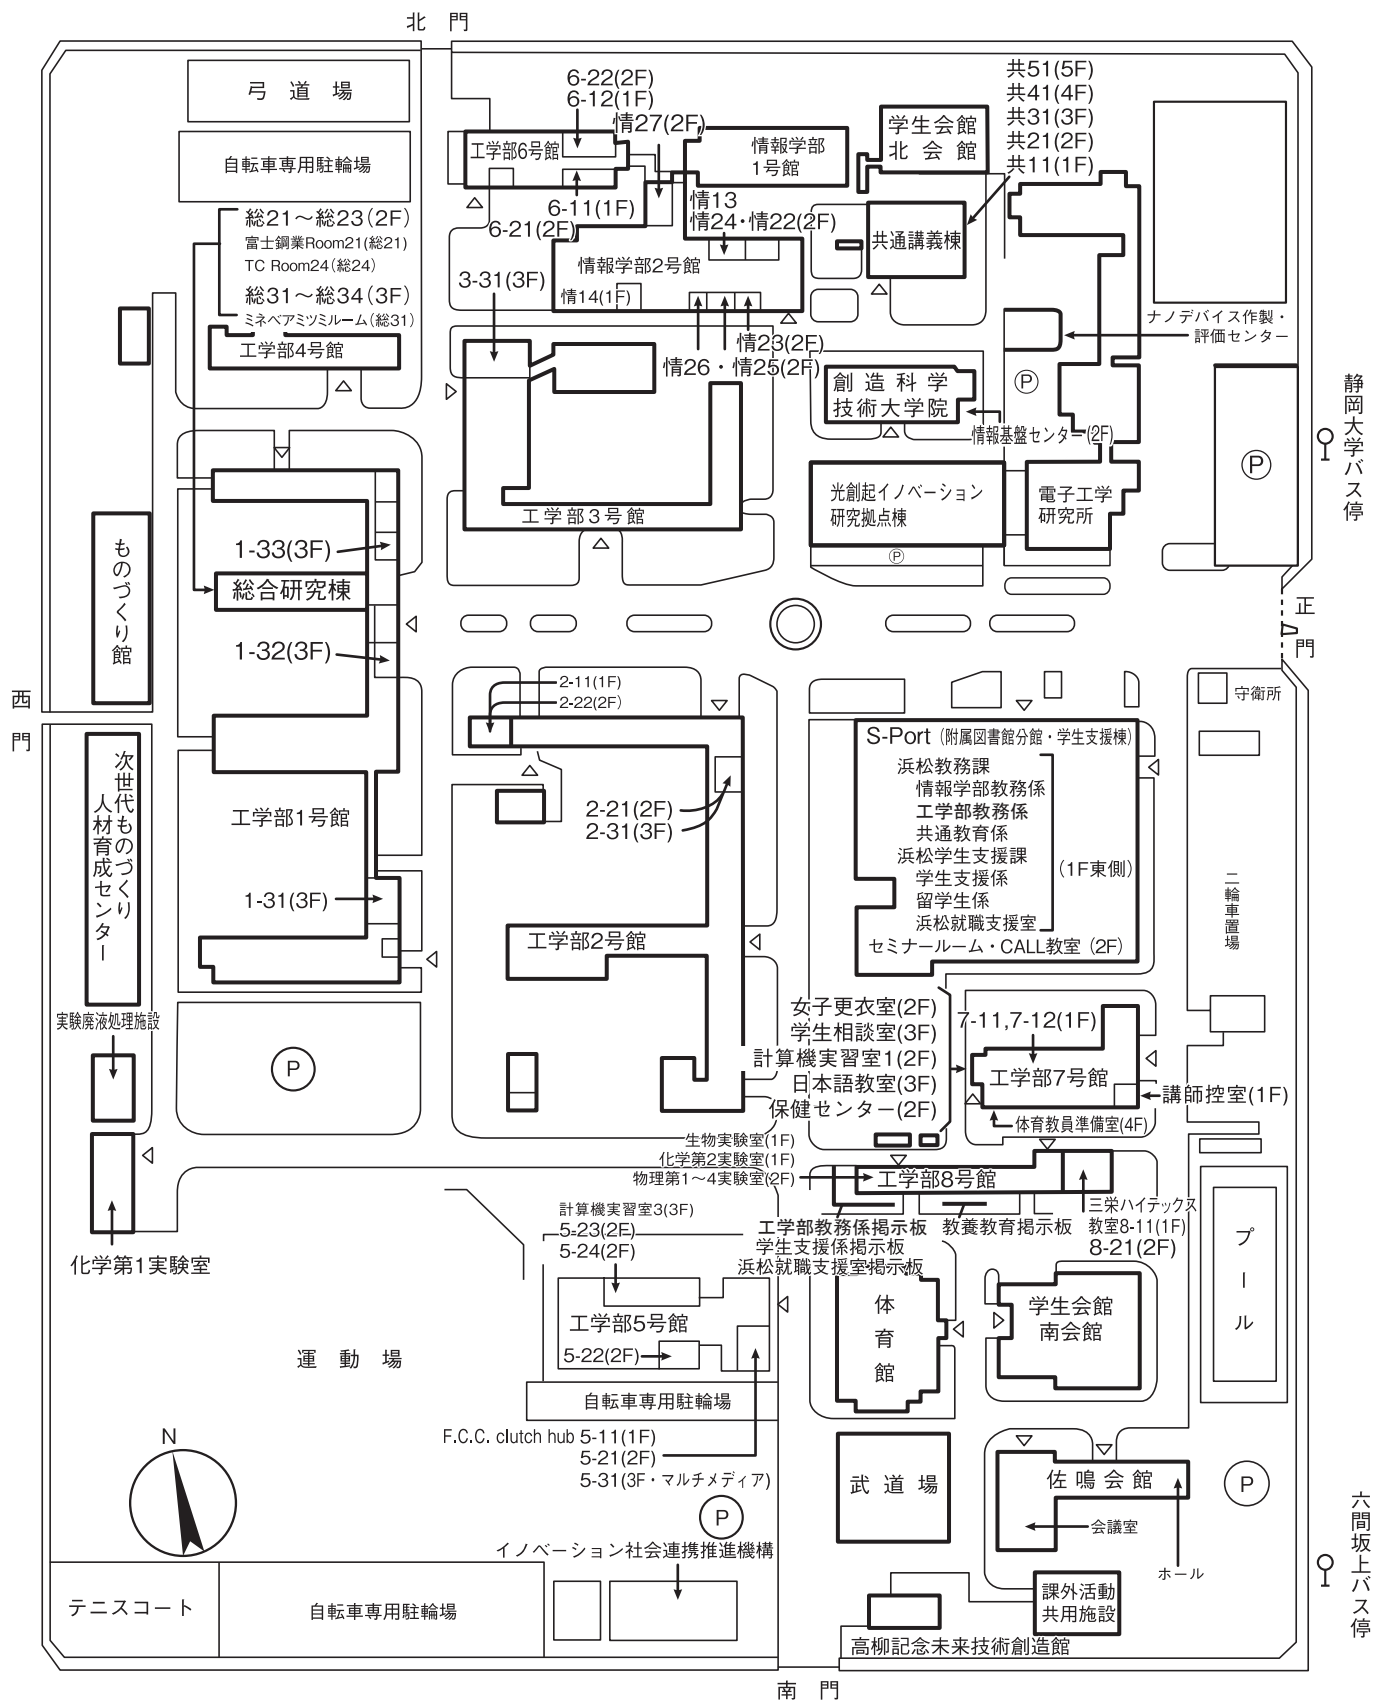 北門
弓道場
自転車専用駐輪場
総21～総23(2F)
富士鋼業Room21(総21)
TC Room24(総24)
総31～総34(3F)
ミネベアミツミルーム(総31)
工学部4号館
6-22(2F)
6-12(1F)
情27(2F)
工学部6号館
6-11(1F)
6-21(2F)
情報学部
1号館
学生会館
北会館
共51(5F)
共41(4F)
共31(3F)
共21(2F)
共11(1F)
情13
情24・情22(2F)
共通講義棟
情報学部2号館
情14(1F)
3-31(3F)
情23(2F)
情26・情25(2F)
ナノデバイス作製・
評価センター
創造科学
技術大学院
情報基盤センター(2F)
P
P
静岡大学バス停
工学部3号館
光創起イノベーション
研究拠点棟
P
電子工学
研究所
ものづくり館
1-33(3F)
総合研究棟
1-32(3F)
正門
守衛所
西門
2-11(1F)
2-22(2F)
S-Port(附属図書館分館・学生支援棟)
浜松教務課
情報学部教務係
工学部教務係
共通教育係
浜松学生支援課
学生支援係
留学生係
浜松就職支援室
(1F東側)
セミナールーム・CALL教室(2F)
次世代ものづくり
人材育成センター
工学部1号館
2-21(2F)
2-31(3F)
1-31(3F)
工学部2号館
二輪車置場
実験廃液処理施設
P
女子更衣室(2F)
学生相談室(3F)
計算機実習室1(2F)
日本語教室(3F)
保健センター(2F)
7-11,7-12(1F)
工学部7号館
講師控室(1F)
体育教員準備室(4F)
生物実験室(1F)
化学第2実験室(1F)
物理第1～4実験室(2F)
工学部8号館
三栄ハイテックス
教室8-11(1F)
8-21(2F)
工学部教務係掲示板
学生支援係掲示板
浜松就職支援室掲示板
教養教育掲示板
化学第1実験室
計算機実習室3(3F)
5-23(2F)
5-24(2F)
工学部5号館
5-22(2F)
自転車専用駐輪場
F.C.C. clutch hub 5-11(1F)
5-21(2F)
5-31(3F・マルチメディア)
運動場
体育館
学生会館
南会館
プール
N
武道場
佐鳴会館
会議室
ホール
P
P
六間坂上バス停
イノベーション社会連携推進機構
テニスコート
自転車専用駐輪場
課外活動
共用施設
高柳記念未来技術創造館
南門